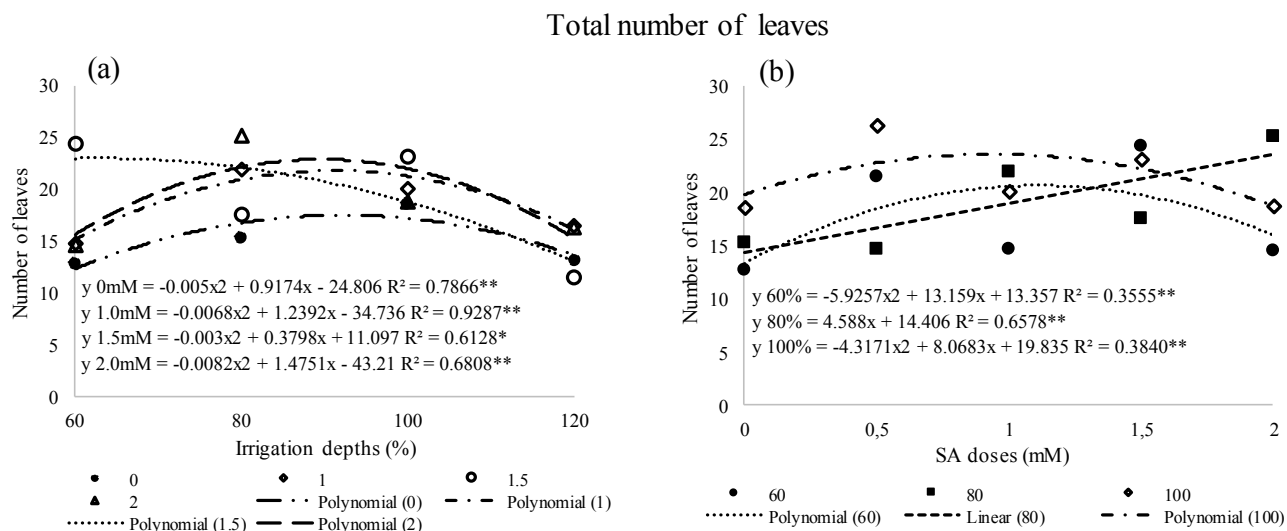 Total number of leaves
(a)
30
25
20
15
10
5
0
Number of leaves
y 0mM = -0.005x2 + 0.9174x - 24.806 R² = 0.7866**
y 1.0mM = -0.0068x2 + 1.2392x - 34.736 R² = 0.9287**
y 1.5mM = -0.003x2 + 0.3798x + 11.097 R² = 0.6128*
y 2.0mM = -0.0082x2 + 1.4751x - 43.21 R² = 0.6808**
60 80 100 120
Irrigation depths (%)
0 1 1.5
2 Polynomial (0) Polynomial (1)
Polynomial (1.5) Polynomial (2)
(b)
30
25
20
15
10
5
0
Number of leaves
y 60% = -5.9257x2 + 13.159x + 13.357 R² = 0.3555**
y 80% = 4.588x + 14.406 R² = 0.6578**
y 100% = -4.3171x2 + 8.0683x + 19.835 R² = 0.3840**
0 0,5 1 1,5 2
SA doses (mM)
60 80 100
Polynomial (60) Linear (80) Polynomial (100)